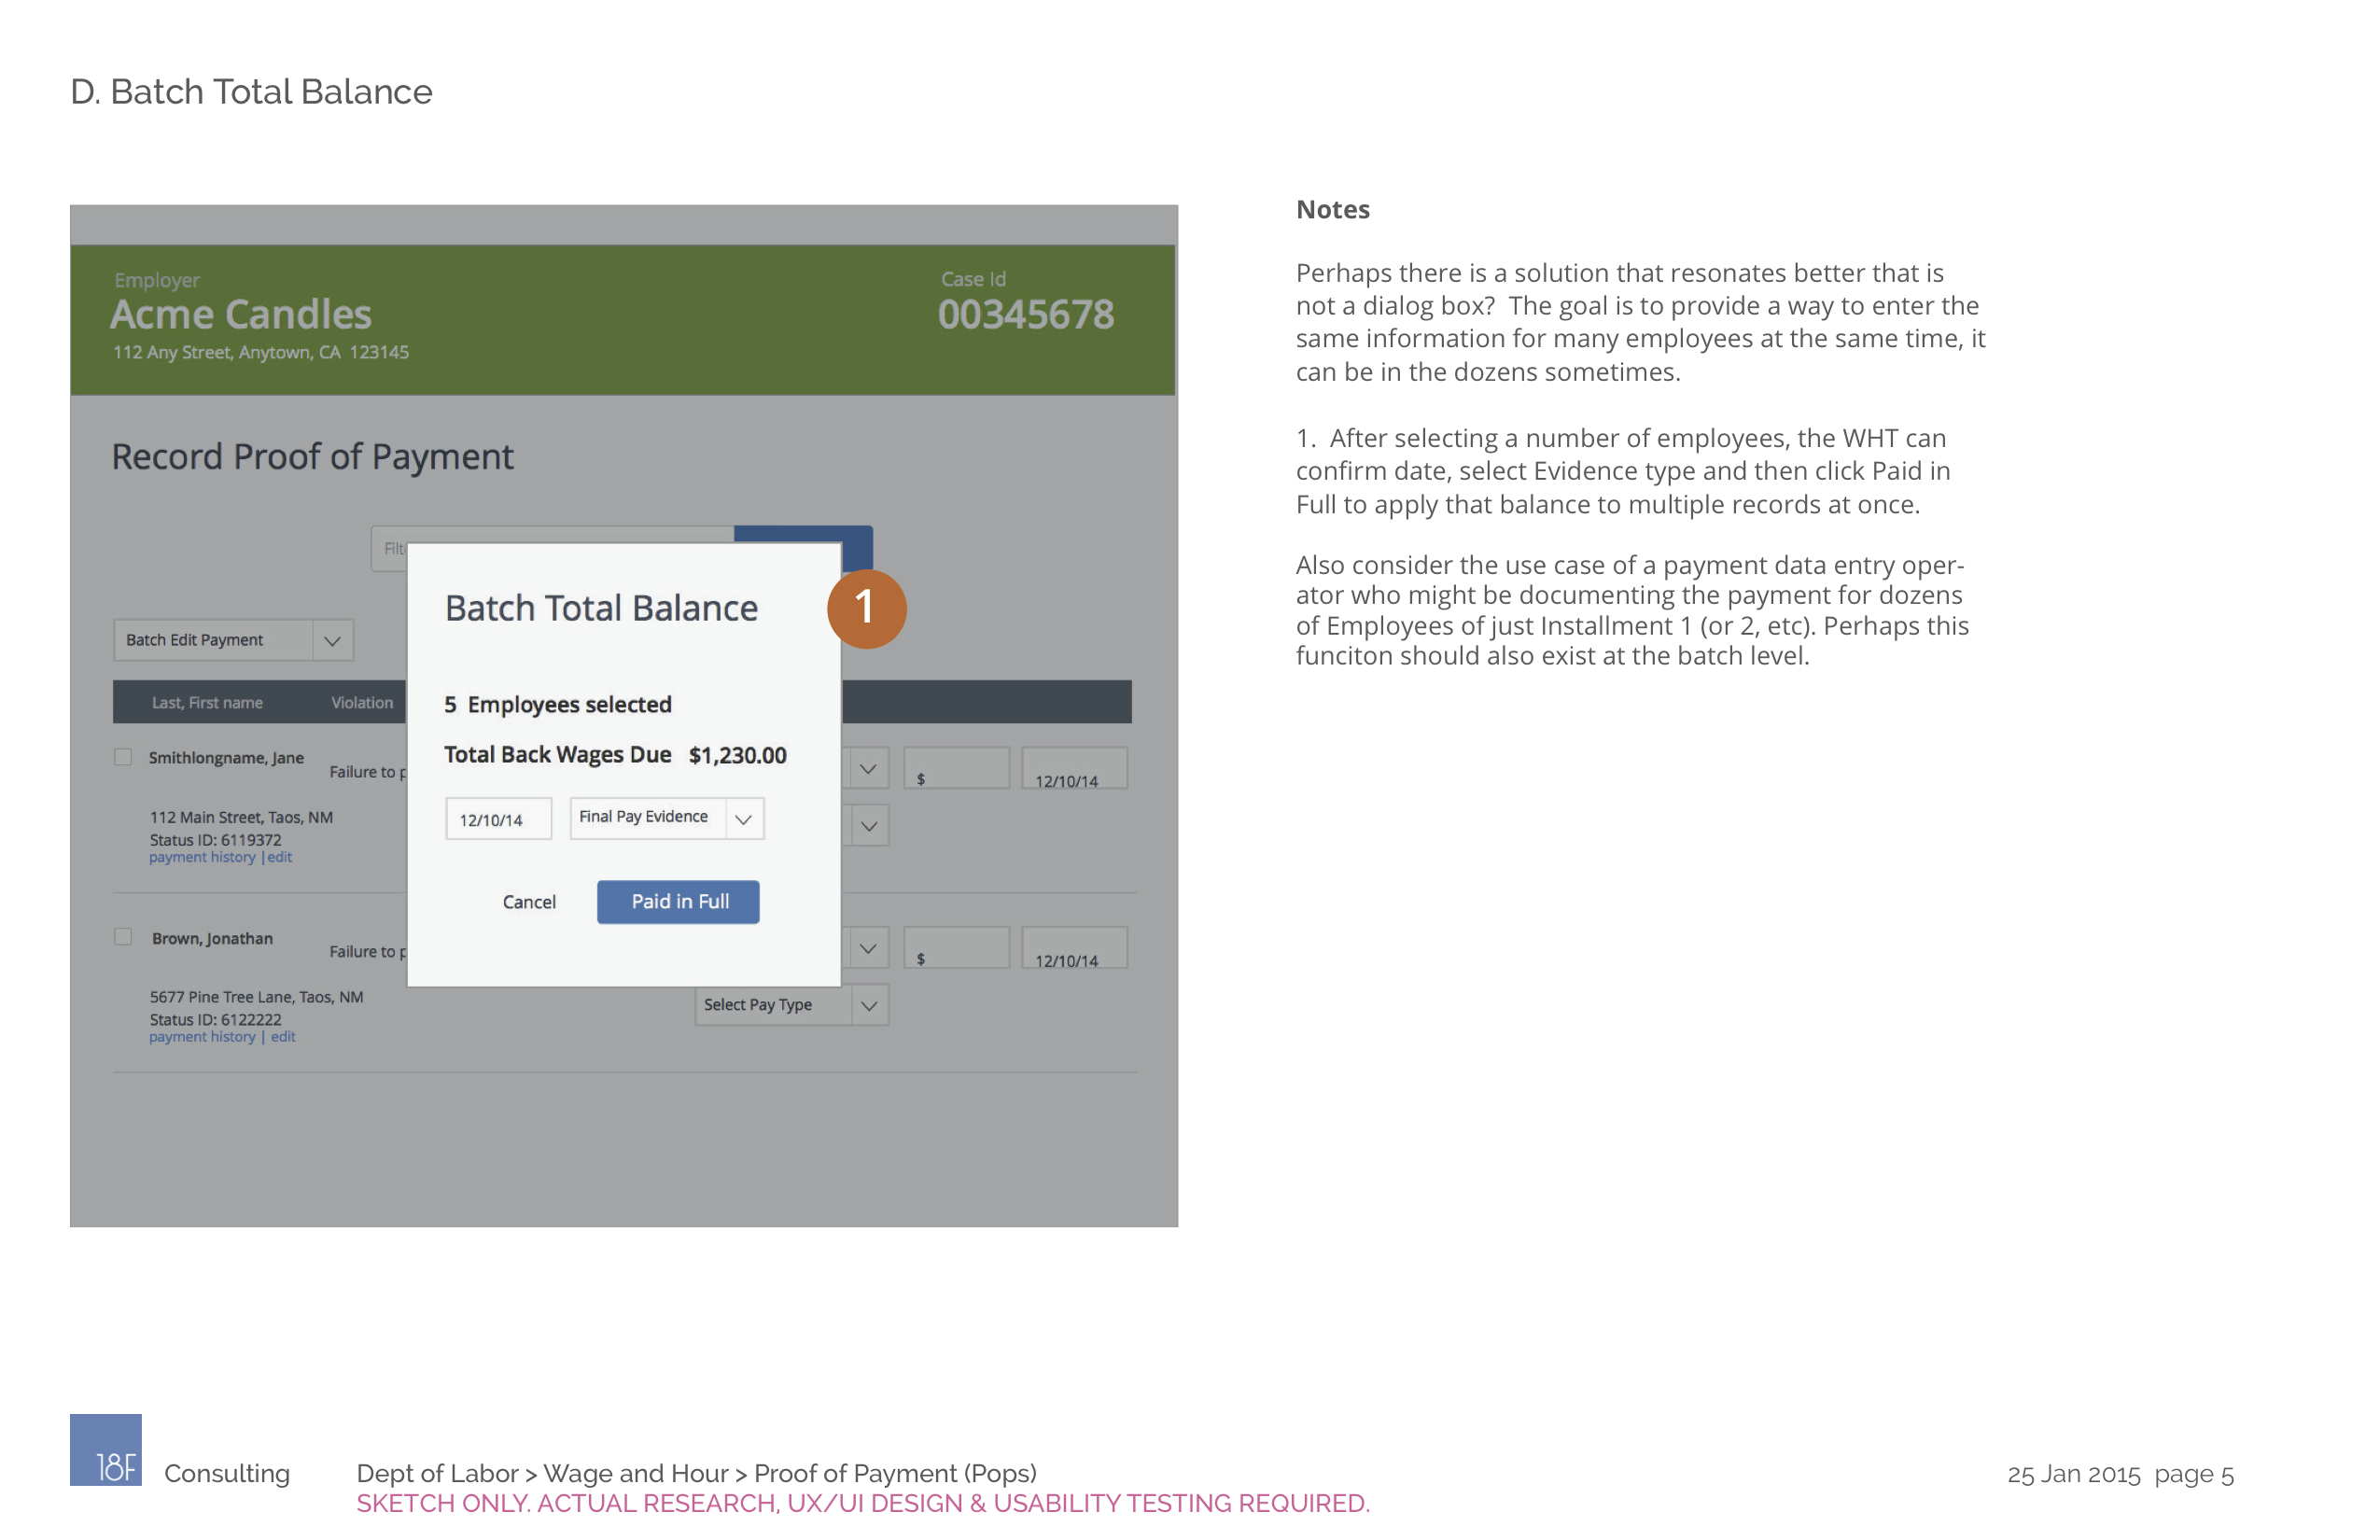 D. Batch Total Balance
Employer
Acme Candles
112 Any Street, Anytown, CA 123145
Case Id
00345678
Record Proof of Payment
Batch Edit Payment
Last, First name Violation
Smithlongname, Jane
Failure to
$
12/10/14
112 Main Street, Taos, NM
Status ID: 6119372
payment history |edit
Brown, Jonathan
Failure to
$
12/10/14
5677 Pine Tree Lane, Taos, NM
Status ID: 6122222
payment history | edit
Select Pay Type
Batch Total Balance
1
5 Employees selected
Total Back Wages Due $1,230.00
12/10/14
Final Pay Evidence
Cancel
Paid in Full
Notes
Perhaps there is a solution that resonates better that is
not a dialog box? The goal is to provide a way to enter the
same information for many employees at the same time, it
can be in the dozens sometimes.
1. After selecting a number of employees, the WHT can
confirm date, select Evidence type and then click Paid in
Full to apply that balance to multiple records at once.
Also consider the use case of a payment data entry oper-
ator who might be documenting the payment for dozens
of Employees of just Installment 1 (or 2, etc). Perhaps this
funciton should also exist at the batch level.
18F
Consulting
Dept of Labor > Wage and Hour > Proof of Payment (Pops)
SKETCH ONLY. ACTUAL RESEARCH, UX/UI DESIGN & USABILITY TESTING REQUIRED.
25 Jan 2015 page 5